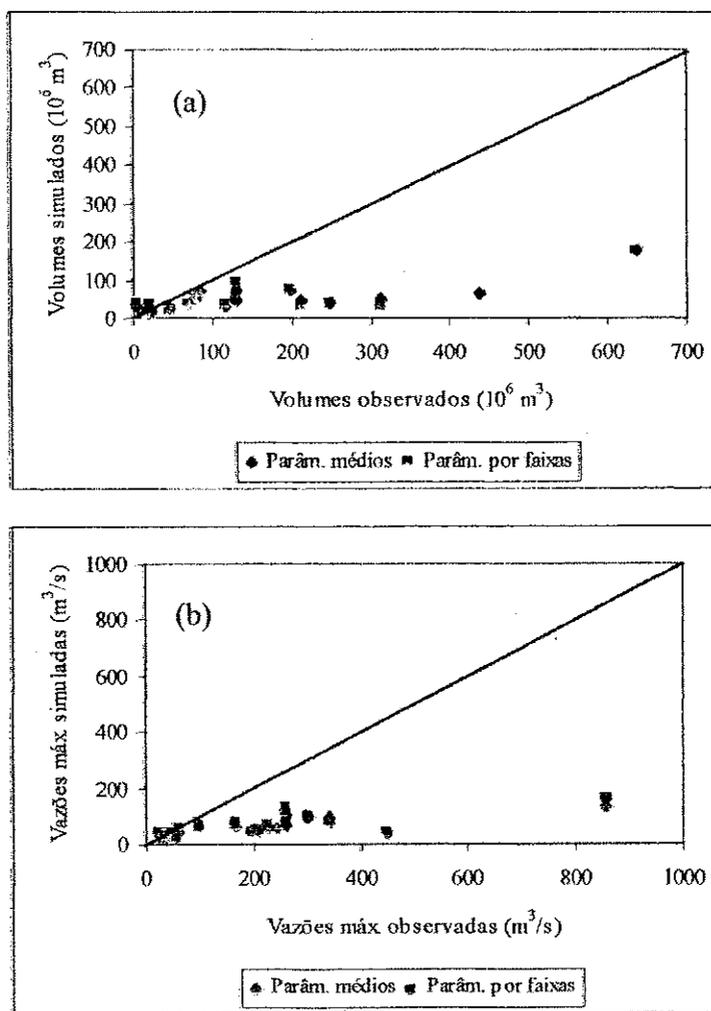 (a)
Volumes simulados (10⁶ m³)
700
600
500
400
300
200
100
0
0 100 200 300 400 500 600 700
Volumes observados (10⁶ m³)
Parâm. médios Parâm. por faixas
(b)
Vazões máx simuladas (m³/s)
1000
800
600
400
200
0
0 200 400 600 800 1000
Vazões máx observadas (m³/s)
Parâm. médios Parâm. por faixas